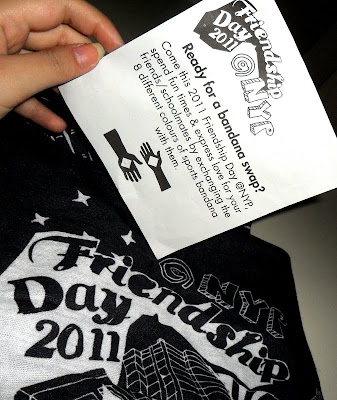 Friendship
Day
2011 @NYP
Ready for a bandana swap?
Come this 2011 Friendship Day @NYP,
spend fun times & express love for your
friends/ schoolmates by exchanging the
8 different colours of sports bandana
with them.
@NYP
Friendship
Day
2011